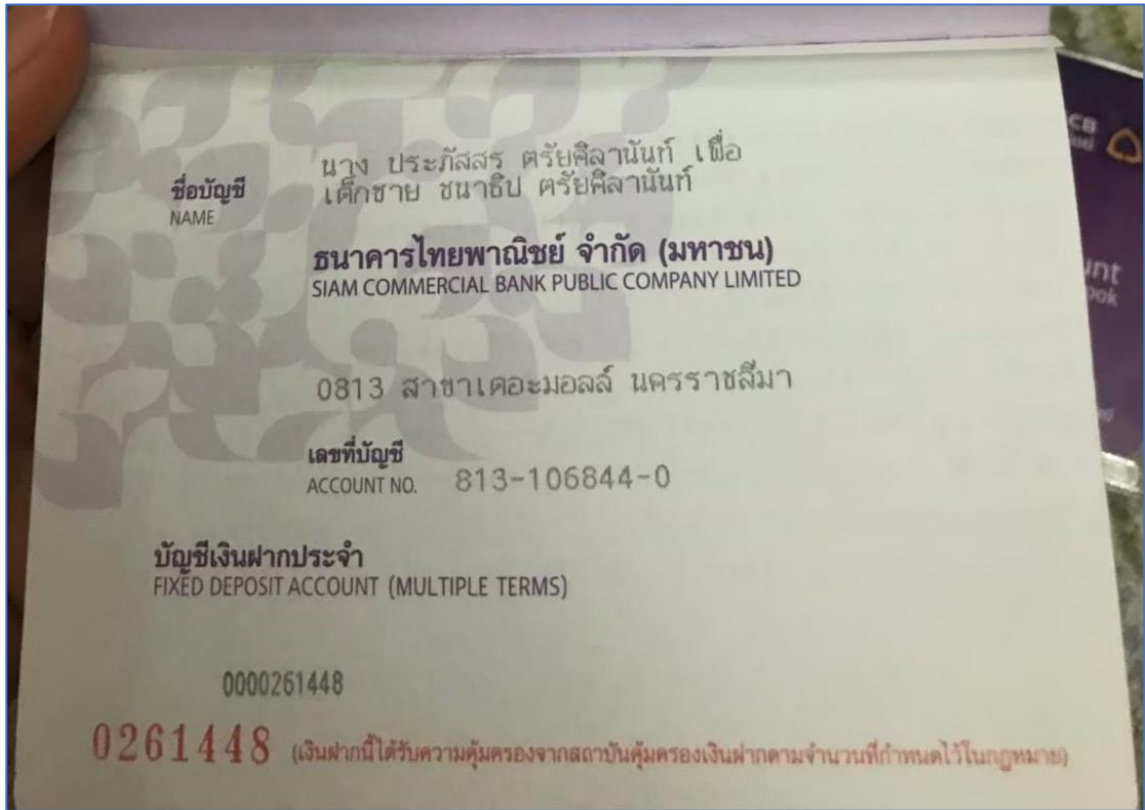 นาง ประภัสสร ตรัยศิลานันท์ เพื่อ
ชื่อบัญชี เด็กชาย ชนาธิป ตรัยศิลานันท์
NAME
ธนาคารไทยพาณิชย์ จำกัด (มหาชน)
SIAM COMMERCIAL BANK PUBLIC COMPANY LIMITED
0813 สาขาเดอะมอลล์ นครราชสีมา
เลขที่บัญชี
ACCOUNT NO. 813-106844-0
บัญชีเงินฝากประจำ
FIXED DEPOSIT ACCOUNT (MULTIPLE TERMS)
0000261448
0261448 (เงินฝากนี้ได้รับความคุ้มครองจากสถาบันคุ้มครองเงินฝากตามจำนวนที่กำหนดไว้ในกฎหมาย)